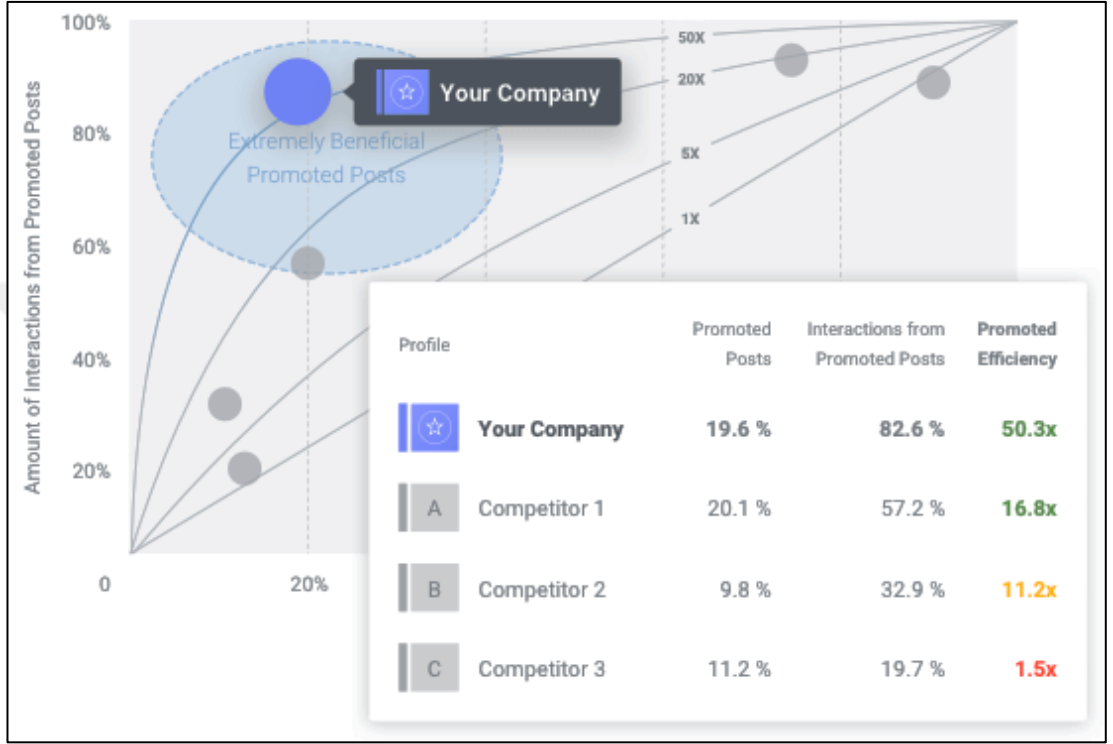 100%
80%
60%
40%
20%
0
20%
Amount of Interactions from Promoted Posts
50X
20X
5X
1X
Your Company
Extremely Beneficial
Promoted Posts
Profile
Promoted
Posts
Interactions from
Promoted Posts
Promoted
Efficiency
Your Company 19.6 % 82.6 % 50.3x
A Competitor 1 20.1 % 57.2 % 16.8x
B Competitor 2 9.8 % 32.9 % 11.2x
C Competitor 3 11.2 % 19.7 % 1.5x